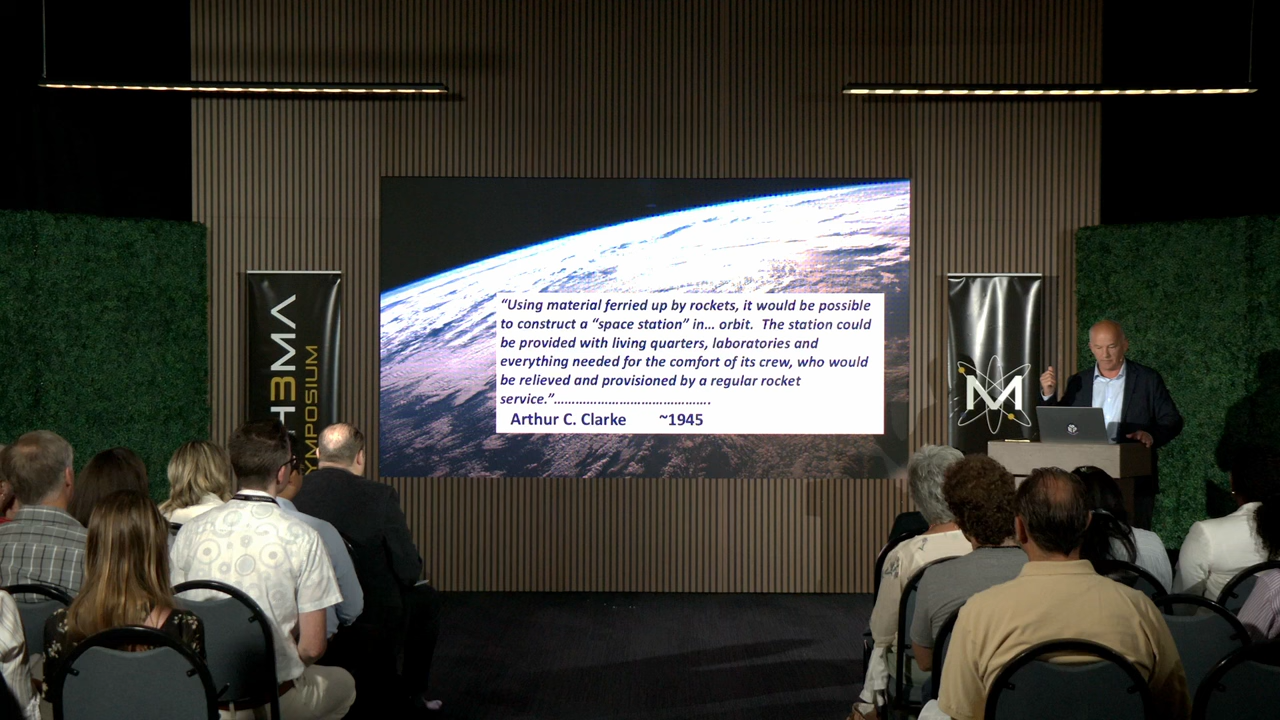 “Using material ferried up by rockets, it would be possible
to construct a “space station” in… orbit.  The station could
be provided with living quarters, laboratories and
everything needed for the comfort of its crew, who would
be relieved and provisioned by a regular rocket
service.”…………………………………
Arthur C. Clarke ~1945
H3MA
YMPOSIUM
M